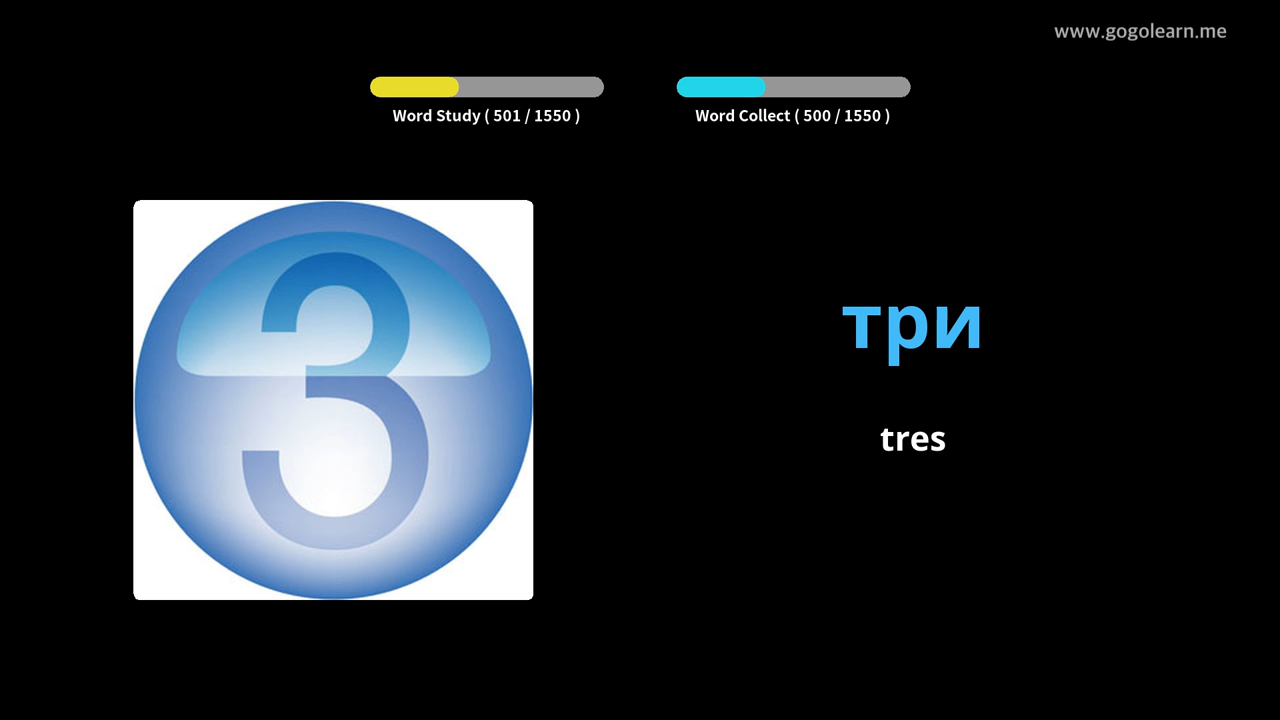 www.gogolearn.me
Word Study ( 501 / 1550 )
Word Collect ( 500 / 1550 )
3
три
tres